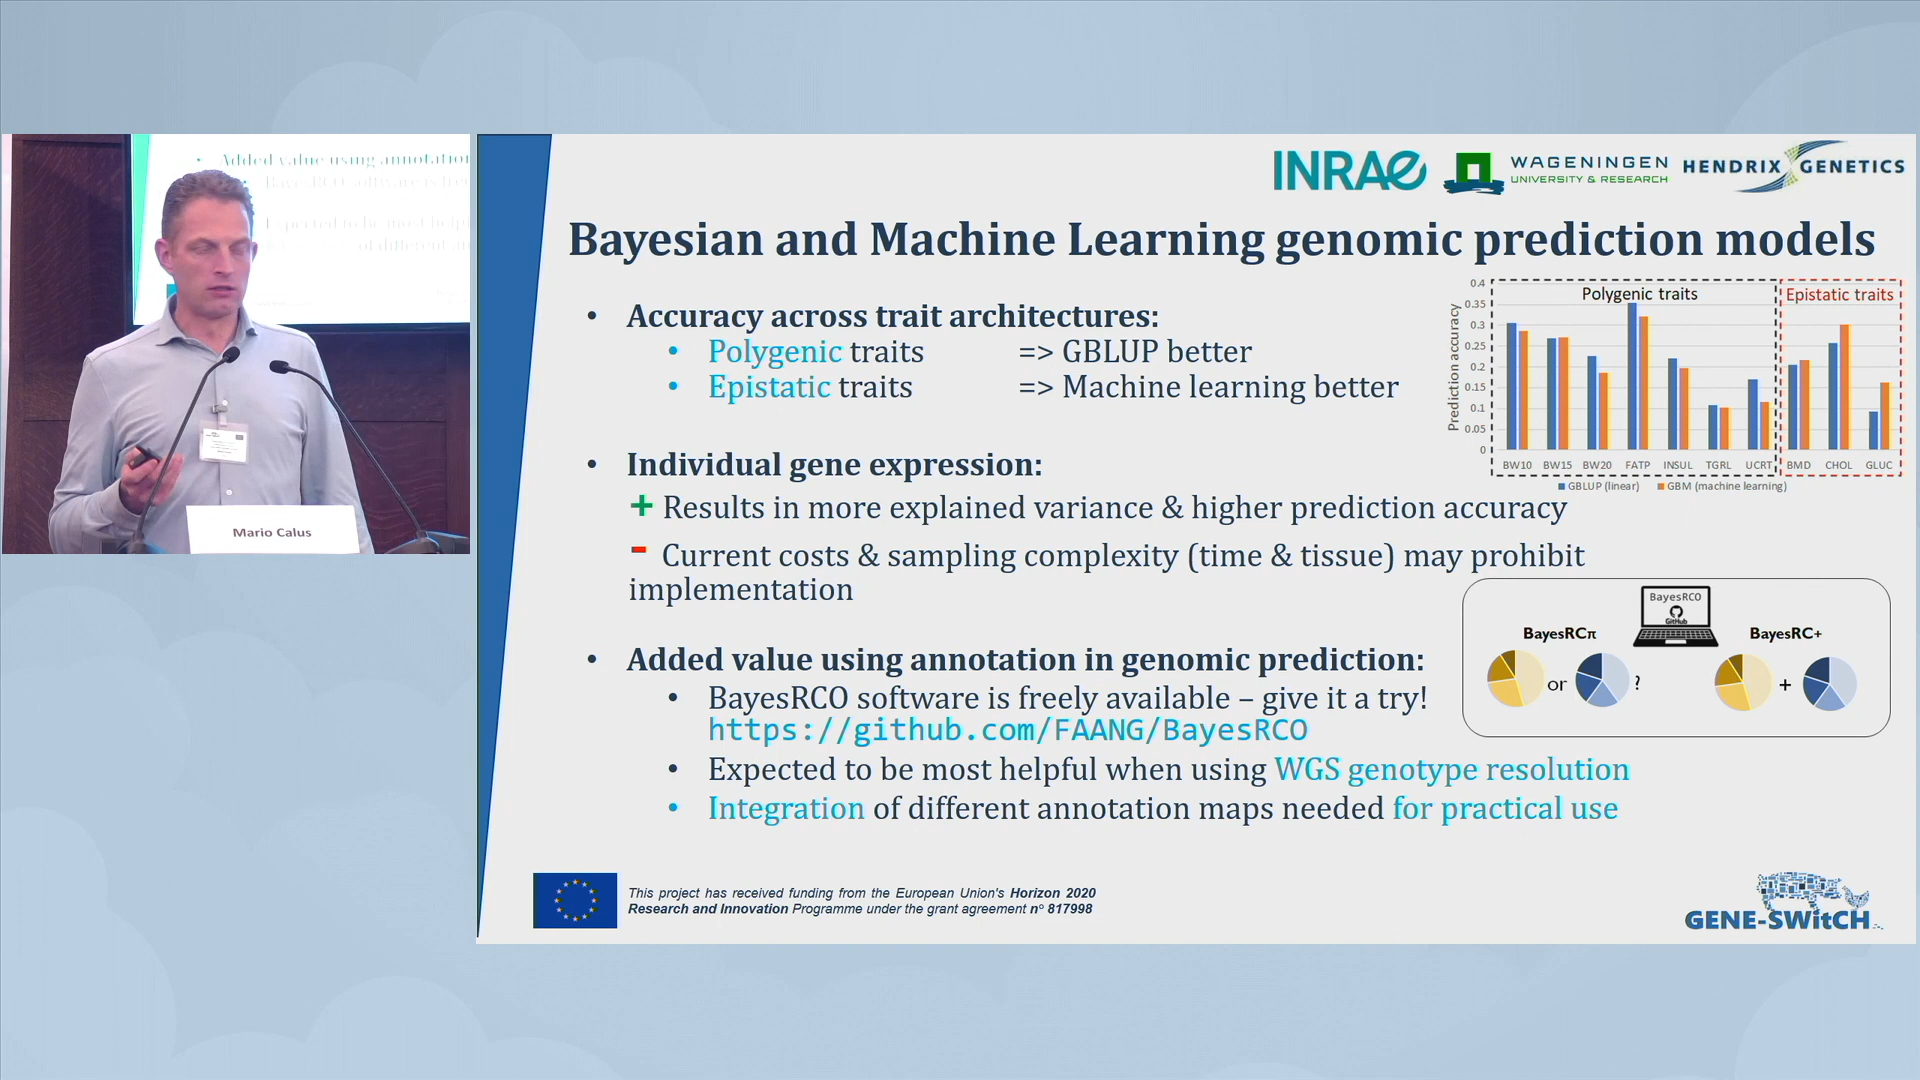 Added value using annotation
Mario Calus
INRAE
WAGENINGEN
UNIVERSITY & RESEARCH
HENDRIX GENETICS
Bayesian and Machine Learning genomic prediction models
• Accuracy across trait architectures:
• Polygenic traits => GBLUP better
• Epistatic traits => Machine learning better
Polygenic traits
Epistatic traits
Prediction accuracy
0.4
0.35
0.3
0.25
0.2
0.15
0.1
0.05
0
BW10 BW15 BW20 FATP INSUL TGRL UCRT BMD CHOL GLUC
GBLUP (linear) GBM (machine learning)
• Individual gene expression:
+ Results in more explained variance & higher prediction accuracy
- Current costs & sampling complexity (time & tissue) may prohibit
implementation
• Added value using annotation in genomic prediction:
• BayesRCO software is freely available – give it a try!
https://github.com/FAANG/BayesRCO
• Expected to be most helpful when using WGS genotype resolution
• Integration of different annotation maps needed for practical use
BayesRCO
GitHub
BayesRCπ
BayesRC+
or ?
+
This project has received funding from the European Union's Horizon 2020
Research and Innovation Programme under the grant agreement n° 817998
GENE-SWitCH